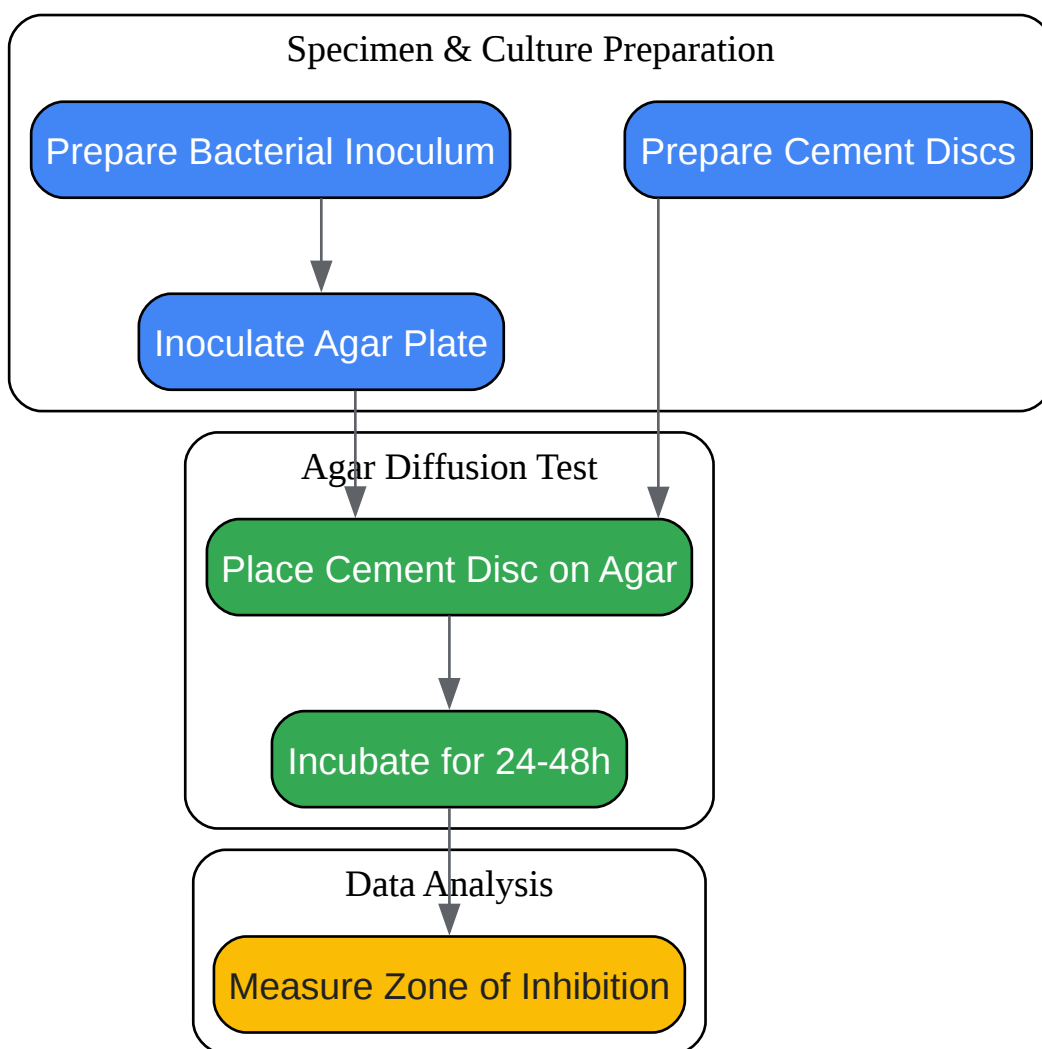 Specimen & Culture Preparation
Prepare Bacterial Inoculum
Prepare Cement Discs
Inoculate Agar Plate
Agar Diffusion Test
Place Cement Disc on Agar
Incubate for 24-48h
Data Analysis
Measure Zone of Inhibition